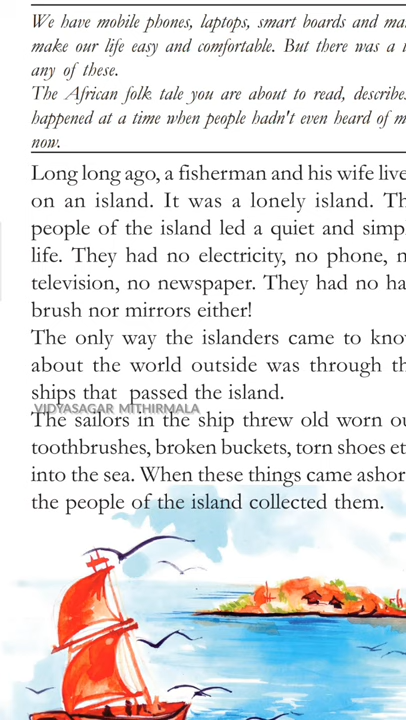 We have mobile phones, laptops, smart boards and ma
make our life easy and comfortable. But there was a
any of these.
The African folk tale you are about to read, describe
happened at a time when people hadn't even heard of m
now.
Long long ago, a fisherman and his wife live
on an island. It was a lonely island. Th
people of the island led a quiet and simp
life. They had no electricity, no phone, n
television, no newspaper. They had no ha
brush nor mirrors either!
The only way the islanders came to kno
about the world outside was through th
ships that passed the island.
VIDYASAGAR MITHIRMALA
The sailors in the ship threw old worn ou
toothbrushes, broken buckets, torn shoes et
into the sea. When these things came ashor
the people of the island collected them.